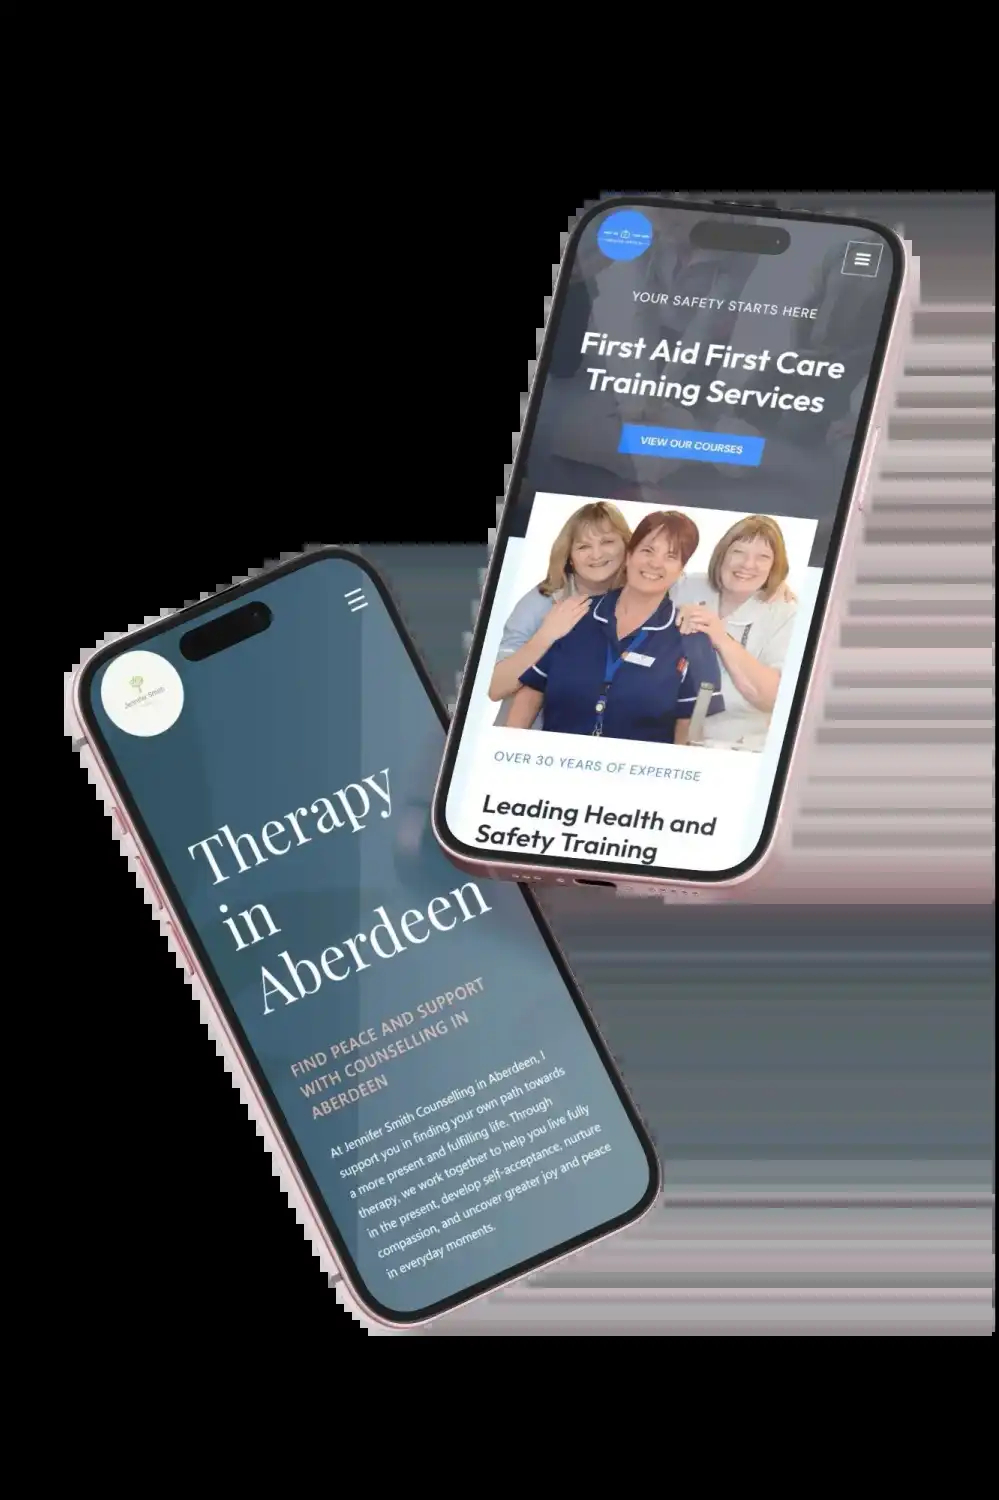 YOUR SAFETY STARTS HERE
First Aid First Care
Training Services
VIEW OUR COURSES
OVER 30 YEARS OF EXPERTISE
Leading Health and
Safety Training
Jennifer Smith
Therapy
in
Aberdeen
FIND PEACE AND SUPPORT
WITH COUNSELLING IN
ABERDEEN
At Jennifer Smith Counselling in Aberdeen, I
support you in finding your own path towards
a more present and fulfilling life. Through
therapy, we work together to help you live fully
in the present, develop self-acceptance, nurture
compassion, and uncover greater joy and peace
in everyday moments.